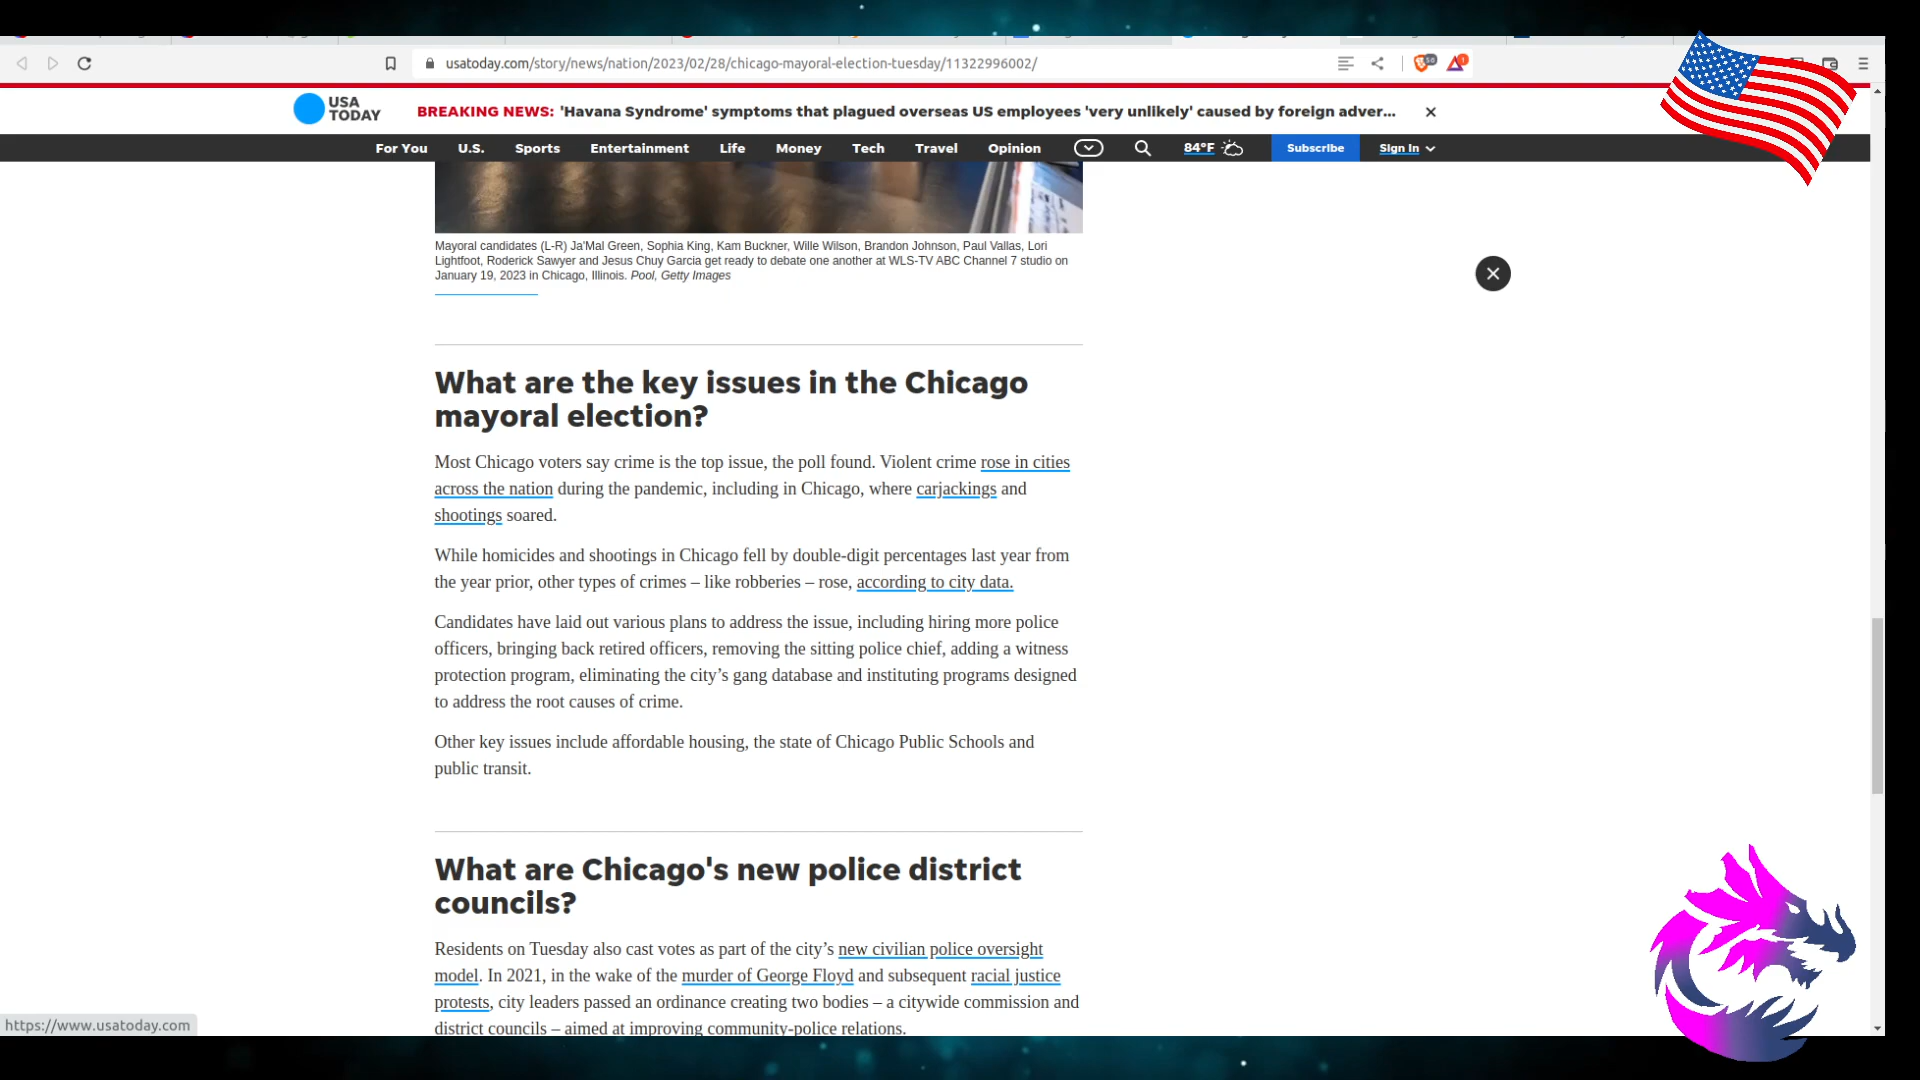 usatoday.com/story/news/nation/2023/02/28/chicago-mayoral-election-tuesday/11322996002/
USA
TODAY
BREAKING NEWS: 'Havana Syndrome' symptoms that plagued overseas US employees 'very unlikely' caused by foreign adver...
For You U.S. Sports Entertainment Life Money Tech Travel Opinion 84°F Subscribe Sign In
Mayoral candidates (L-R) Ja'Mal Green, Sophia King, Kam Buckner, Wille Wilson, Brandon Johnson, Paul Vallas, Lori
Lightfoot, Roderick Sawyer and Jesus Chuy Garcia get ready to debate one another at WLS-TV ABC Channel 7 studio on
January 19, 2023 in Chicago, Illinois. Pool, Getty Images
What are the key issues in the Chicago
mayoral election?
Most Chicago voters say crime is the top issue, the poll found. Violent crime rose in cities
across the nation during the pandemic, including in Chicago, where carjackings and
shootings soared.
While homicides and shootings in Chicago fell by double-digit percentages last year from
the year prior, other types of crimes – like robberies – rose, according to city data.
Candidates have laid out various plans to address the issue, including hiring more police
officers, bringing back retired officers, removing the sitting police chief, adding a witness
protection program, eliminating the city’s gang database and instituting programs designed
to address the root causes of crime.
Other key issues include affordable housing, the state of Chicago Public Schools and
public transit.
What are Chicago's new police district
councils?
Residents on Tuesday also cast votes as part of the city’s new civilian police oversight
model. In 2021, in the wake of the murder of George Floyd and subsequent racial justice
protests, city leaders passed an ordinance creating two bodies – a citywide commission and
district councils – aimed at improving community-police relations.
https://www.usatoday.com